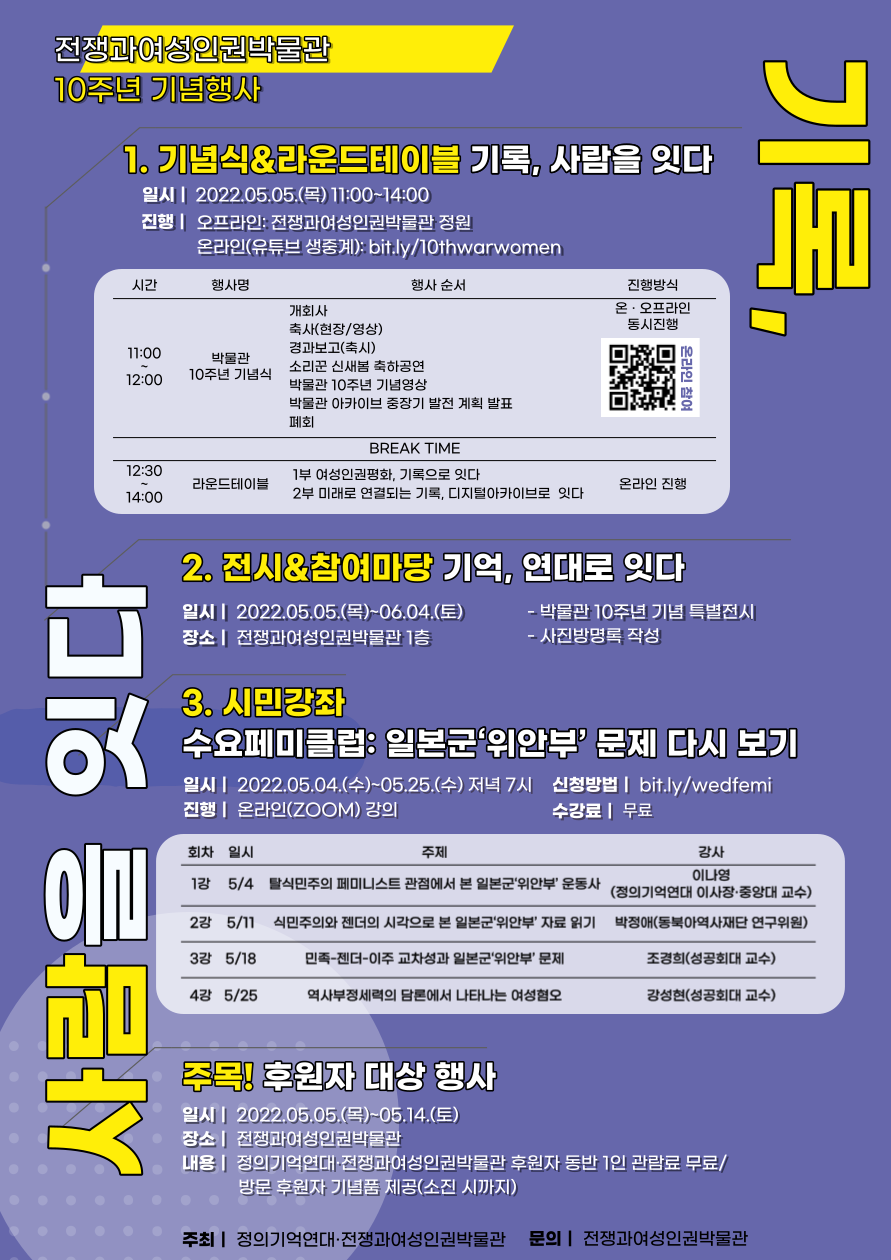 전쟁과여성인권박물관
10주년 기념행사
기록,
사람을 잇다
1. 기념식&라운드테이블 기록, 사람을 잇다
일시 | 2022.05.05.(목) 11:00~14:00
진행 | 오프라인: 전쟁과여성인권박물관 정원
온라인(유튜브 생중계): bit.ly/10thwarwomen
시간 행사명 행사 순서 진행방식
11:00
~
12:00
박물관
10주년 기념식
개회사
축사(현장/영상)
경과보고(축시)
소리꾼 신새봄 축하공연
박물관 10주년 기념영상
박물관 아카이브 중장기 발전 계획 발표
폐회
온 · 오프라인
동시진행
온라인 참여
BREAK TIME
12:30
~
14:00
라운드테이블
1부 여성인권평화, 기록으로 잇다
2부 미래로 연결되는 기록, 디지털아카이브로 잇다
온라인 진행
2. 전시&참여마당 기억, 연대로 잇다
일시 | 2022.05.05.(목)~06.04.(토)
장소 | 전쟁과여성인권박물관 1층
- 박물관 10주년 기념 특별전시
- 사진방명록 작성
3. 시민강좌
수요페미클럽: 일본군‘위안부’ 문제 다시 보기
일시 | 2022.05.04.(수)~05.25.(수) 저녁 7시 신청방법 | bit.ly/wedfemi
진행 | 온라인(ZOOM) 강의 수강료 | 무료
회차 일시 주제 강사
1강 5/4 탈식민주의 페미니스트 관점에서 본 일본군‘위안부’ 운동사 이나영
(정의기억연대 이사장·중앙대 교수)
2강 5/11 식민주의와 젠더의 시각으로 본 일본군‘위안부’ 자료 읽기 박정애(동북아역사재단 연구위원)
3강 5/18 민족-젠더-이주 교차성과 일본군‘위안부’ 문제 조경희(성공회대 교수)
4강 5/25 역사부정세력의 담론에서 나타나는 여성혐오 강성현(성공회대 교수)
주목! 후원자 대상 행사
일시 | 2022.05.05.(목)~05.14.(토)
장소 | 전쟁과여성인권박물관
내용 | 정의기억연대·전쟁과여성인권박물관 후원자 동반 1인 관람료 무료/
방문 후원자 기념품 제공(소진 시까지)
주최 | 정의기억연대·전쟁과여성인권박물관 문의 | 전쟁과여성인권박물관